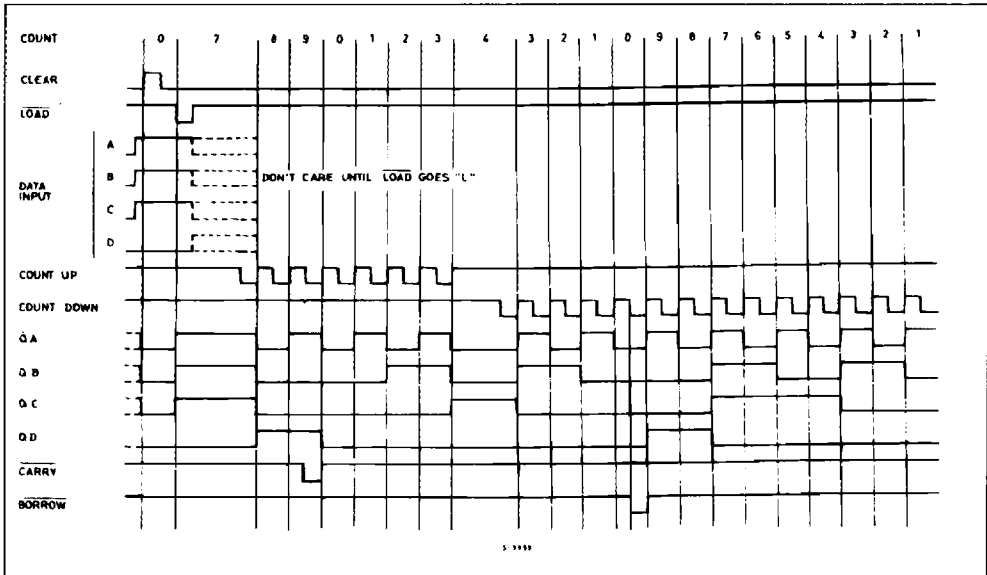 COUNT 0 7 8 9 0 1 2 3 4 3 2 1 0 9 8 7 6 5 4 3 2 1
CLEAR
LOAD
A
B
DATA INPUT
C
D
DON'T CARE UNTIL LOAD GOES "L"
COUNT UP
COUNT DOWN
QA
QB
QC
QD
CARRY
BORROW